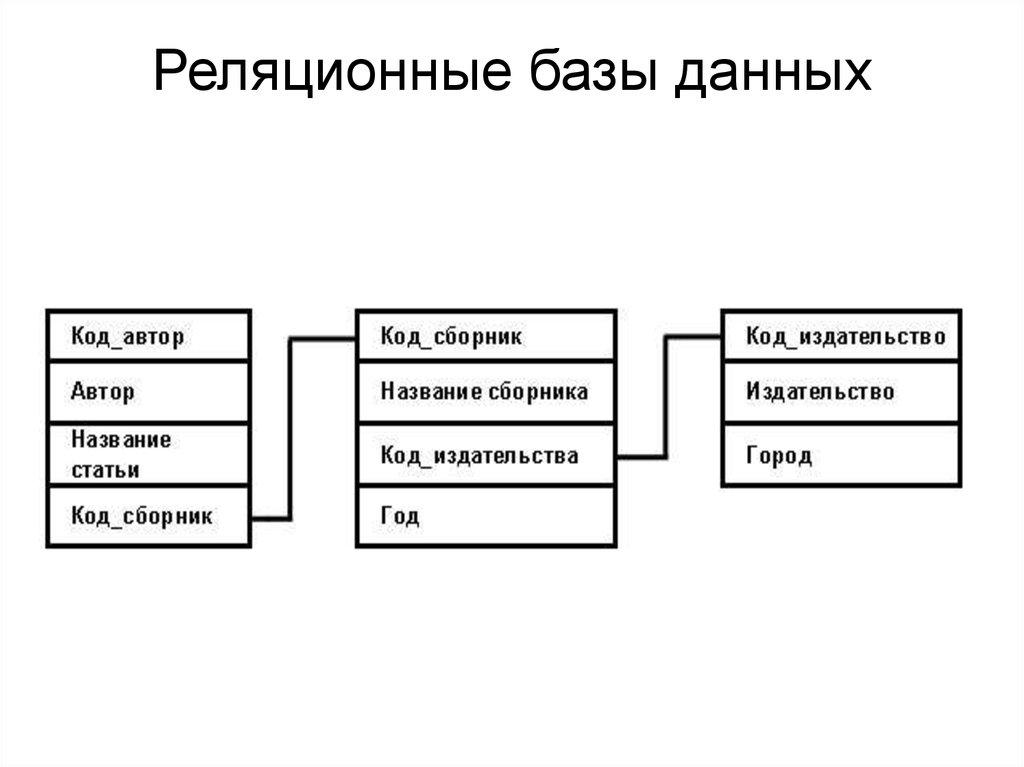 Реляционные базы данных
Код_автор
Автор
Название
статьи
Код_сборник
Код_сборник
Название сборника
Код_издательства
Год
Код_издательство
Издательство
Город